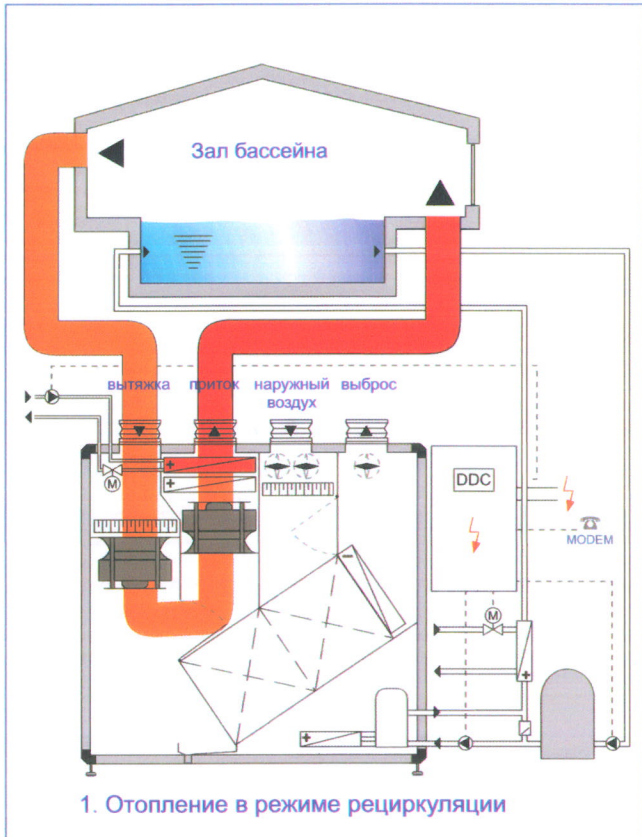 Зал бассейна
вытяжка приток наружный выброс
воздух
M
DDC
MODEM
M
1. Отопление в режиме рециркуляции